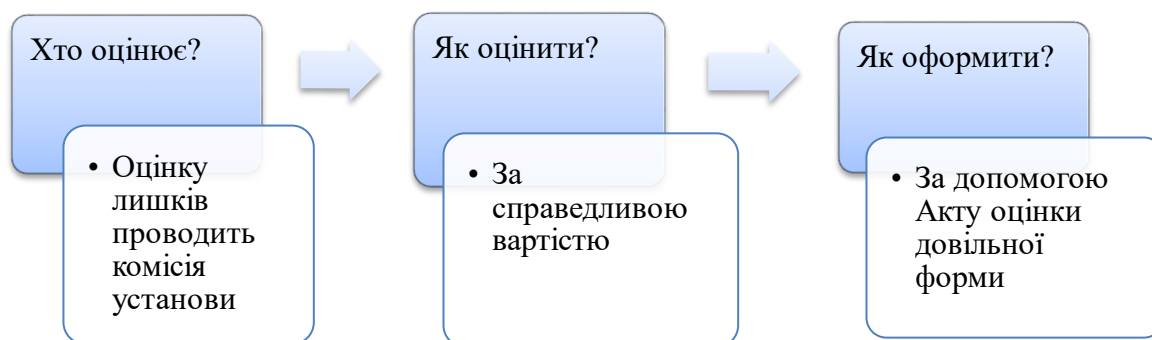 Хто оцінює?
• Оцінку
лишків
проводить
комісія
установи
Як оцінити?
• За
справедливою
вартістю
Як оформити?
• За допомогою
Акту оцінки
довільної
форми